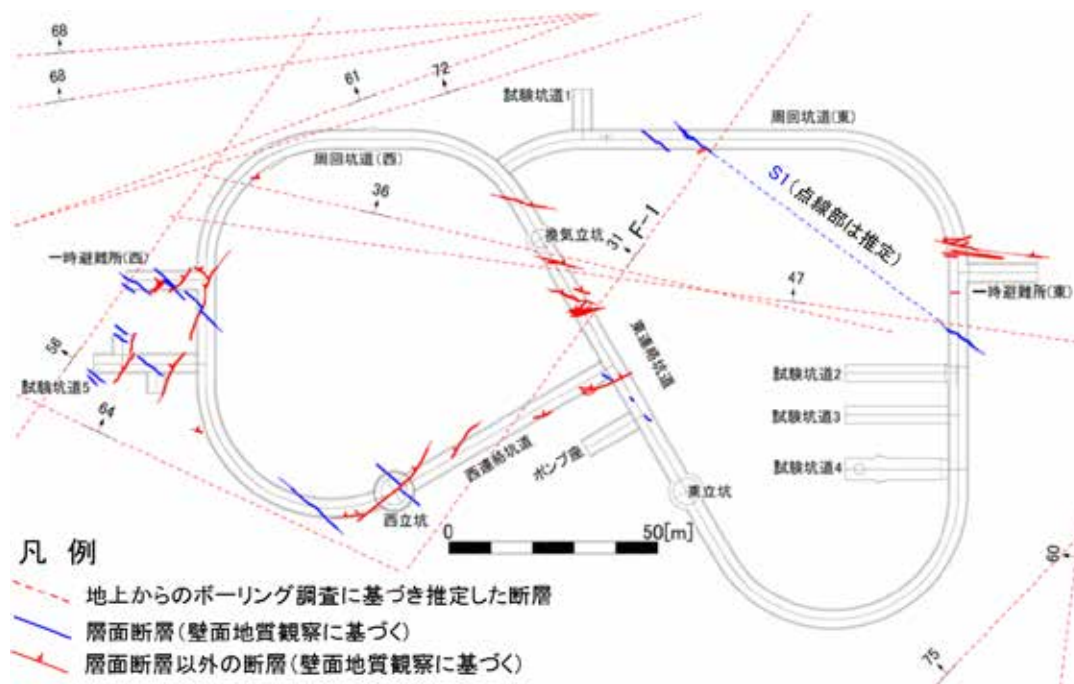 68
68
61
72
試験坑道1
周回坑道(東)
周回坑道(西)
S1(点線部は推定)
36
換気立坑
31
F-1
一時避難所(西)
一時避難所(東)
47
東連絡坑道
58
試験坑道5
64
試験坑道2
試験坑道3
試験坑道4
西連絡坑道
ポンプ座
西立坑
東立坑
0
50[m]
60
75
凡 例
地上からのボーリング調査に基づき推定した断層
層面断層(壁面地質観察に基づく)
層面断層以外の断層(壁面地質観察に基づく)